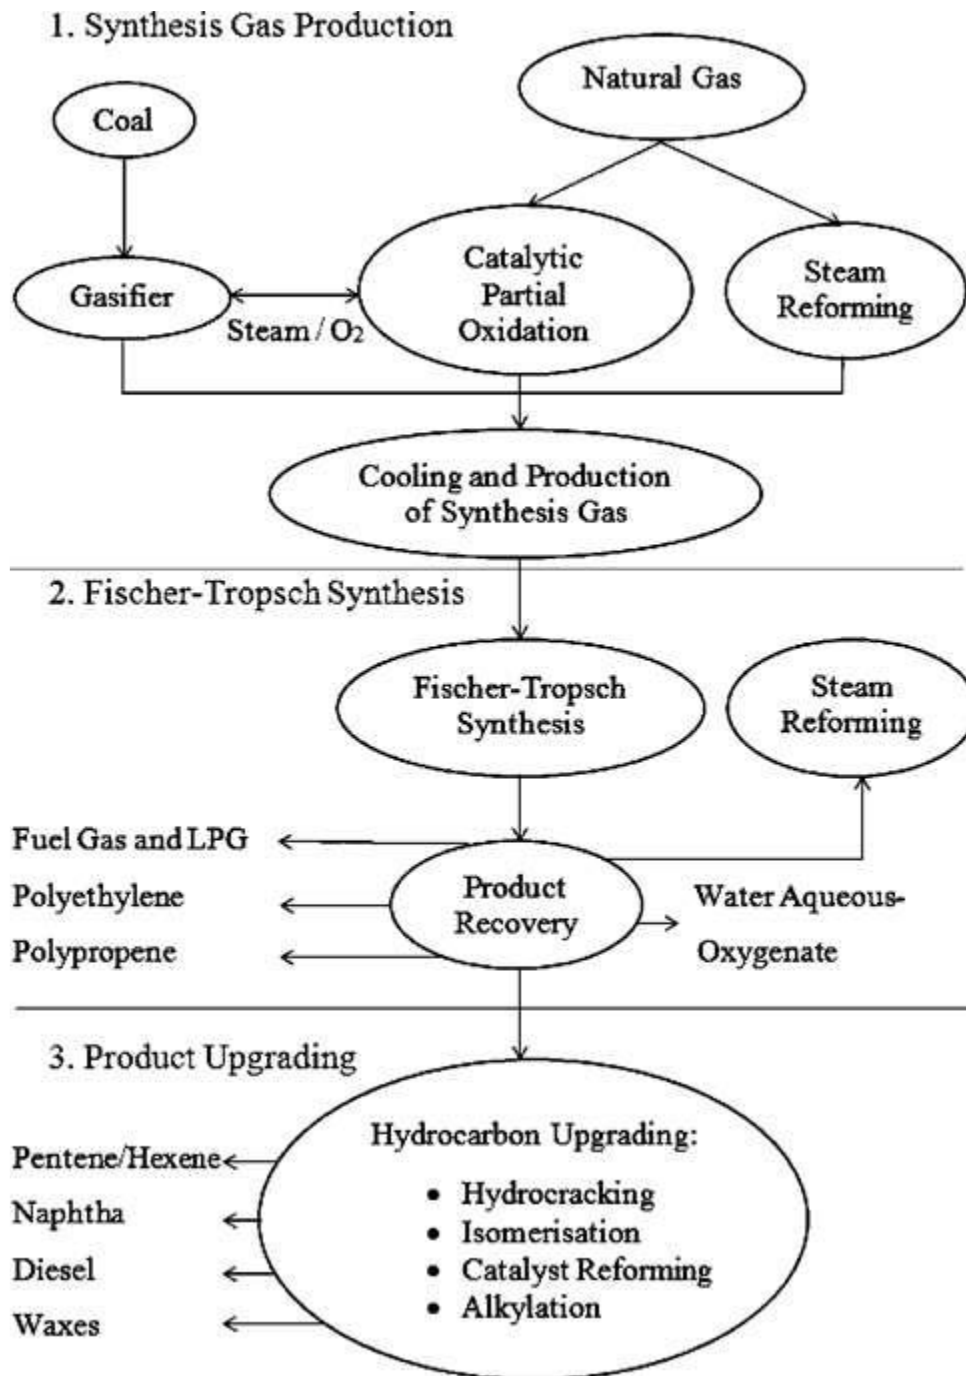 1. Synthesis Gas Production
Natural Gas
Coal
Catalytic
Partial
Oxidation
Steam
Reforming
Gasifier
Steam / O₂
Cooling and Production
of Synthesis Gas
2. Fischer-Tropsch Synthesis
Fischer-Tropsch
Synthesis
Steam
Reforming
Fuel Gas and LPG
Polyethylene
Polypropene
Product
Recovery
Water Aqueous-
Oxygenate
3. Product Upgrading
Hydrocarbon Upgrading:
• Hydrocracking
• Isomerisation
• Catalyst Reforming
• Alkylation
Pentene/Hexene
Naphtha
Diesel
Waxes